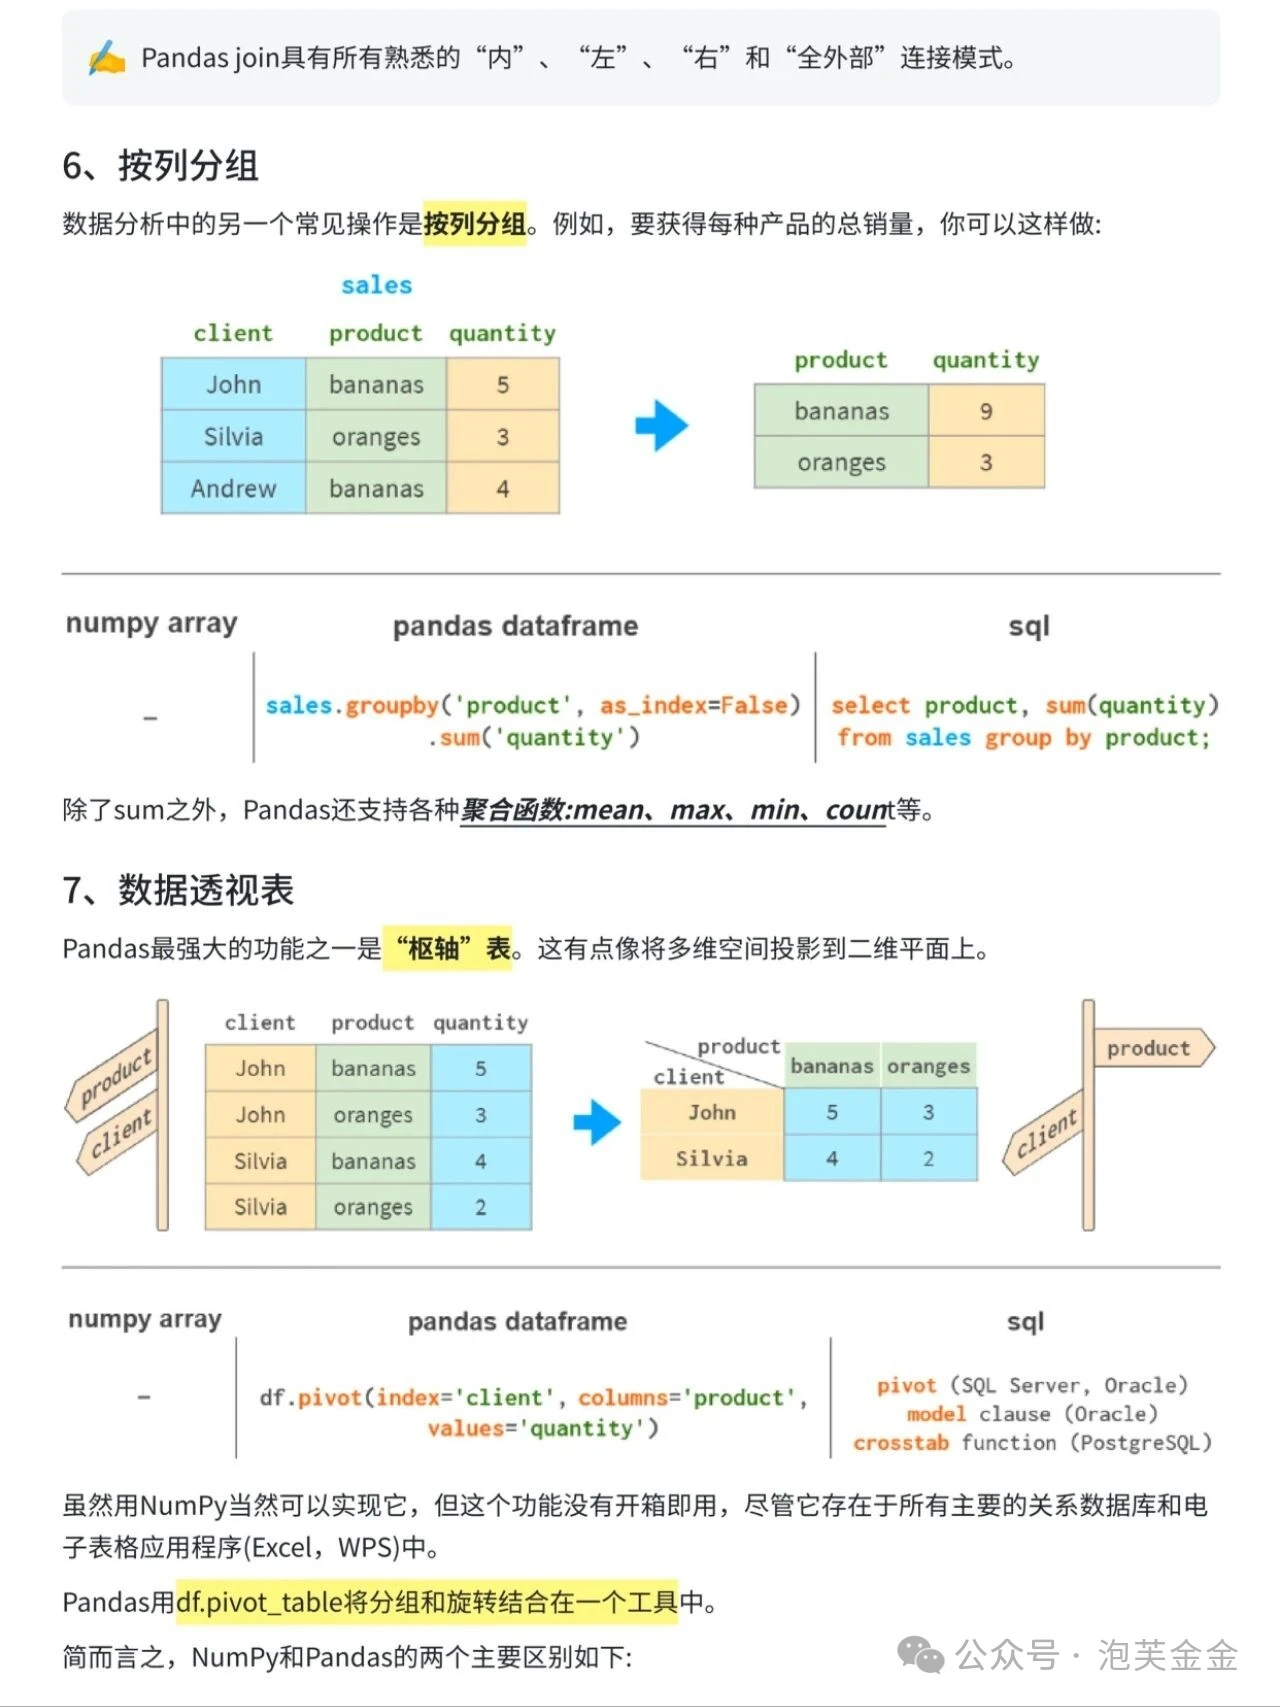 ✍️ Pandas join具有所有熟悉的“内”、“左”、“右”和“全外部”连接模式。
6、按列分组
数据分析中的另一个常见操作是按列分组。例如，要获得每种产品的总销量，你可以这样做:
sales
client product quantity
John bananas 5
Silvia oranges 3
Andrew bananas 4
product quantity
bananas 9
oranges 3
numpy array pandas dataframe sql
– sales.groupby('product', as_index=False) select product, sum(quantity)
.sum('quantity') from sales group by product;
除了sum之外，Pandas还支持各种聚合函数:mean、max、min、count等。
7、数据透视表
Pandas最强大的功能之一是“枢轴”表。这有点像将多维空间投影到二维平面上。
product
client
client product quantity
John bananas 5
John oranges 3
Silvia bananas 4
Silvia oranges 2
product
client
bananas oranges
John 5 3
Silvia 4 2
product
client
numpy array pandas dataframe sql
– df.pivot(index='client', columns='product',
values='quantity')
pivot (SQL Server, Oracle)
model clause (Oracle)
crosstab function (PostgreSQL)
虽然用NumPy当然可以实现它，但这个功能没有开箱即用，尽管它存在于所有主要的关系数据库和电
子表格应用程序(Excel，WPS)中。
Pandas用df.pivot_table将分组和旋转结合在一个工具中。
简而言之，NumPy和Pandas的两个主要区别如下:
公众号 · 泡芙金金